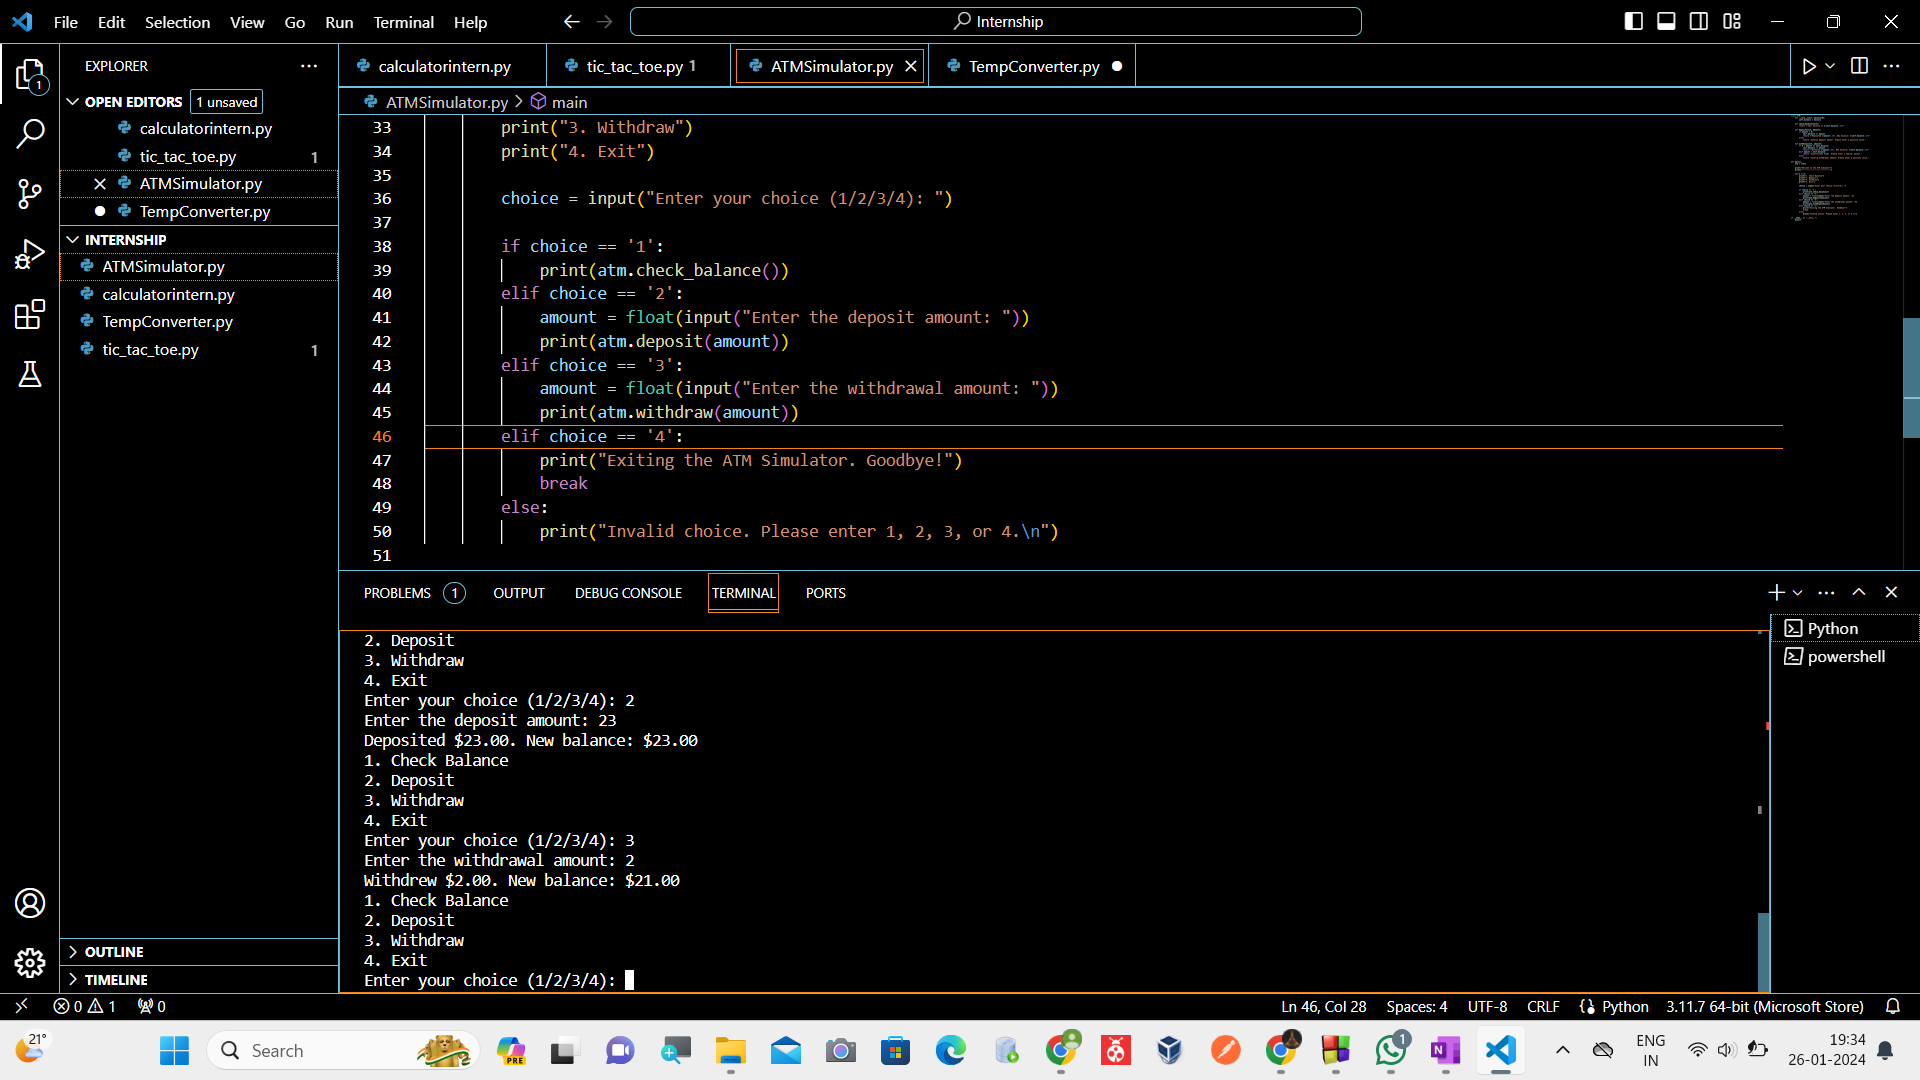 File Edit Selection View Go Run Terminal Help
Internship
EXPLORER
OPEN EDITORS 1 unsaved
calculatorintern.py
tic_tac_toe.py 1
ATMSimulator.py
TempConverter.py
INTERNSHIP
ATMSimulator.py
calculatorintern.py
TempConverter.py
tic_tac_toe.py 1
OUTLINE
TIMELINE
1
calculatorintern.py tic_tac_toe.py 1 ATMSimulator.py TempConverter.py
ATMSimulator.py > main
33 print("3. Withdraw")
34 print("4. Exit")
35
36 choice = input("Enter your choice (1/2/3/4): ")
37
38 if choice == '1':
39 print(atm.check_balance())
40 elif choice == '2':
41 amount = float(input("Enter the deposit amount: "))
42 print(atm.deposit(amount))
43 elif choice == '3':
44 amount = float(input("Enter the withdrawal amount: "))
45 print(atm.withdraw(amount))
46 elif choice == '4':
47 print("Exiting the ATM Simulator. Goodbye!")
48 break
49 else:
50 print("Invalid choice. Please enter 1, 2, 3, or 4.\n")
51
PROBLEMS 1 OUTPUT DEBUG CONSOLE TERMINAL PORTS
2. Deposit
3. Withdraw
4. Exit
Enter your choice (1/2/3/4): 2
Enter the deposit amount: 23
Deposited $23.00. New balance: $23.00
1. Check Balance
2. Deposit
3. Withdraw
4. Exit
Enter your choice (1/2/3/4): 3
Enter the withdrawal amount: 2
Withdrew $2.00. New balance: $21.00
1. Check Balance
2. Deposit
3. Withdraw
4. Exit
Enter your choice (1/2/3/4):
Python
powershell
0 1 0 Ln 46, Col 28 Spaces: 4 UTF-8 CRLF Python 3.11.7 64-bit (Microsoft Store)
21° Search PRE 1 ENG 19:34
IN 26-01-2024